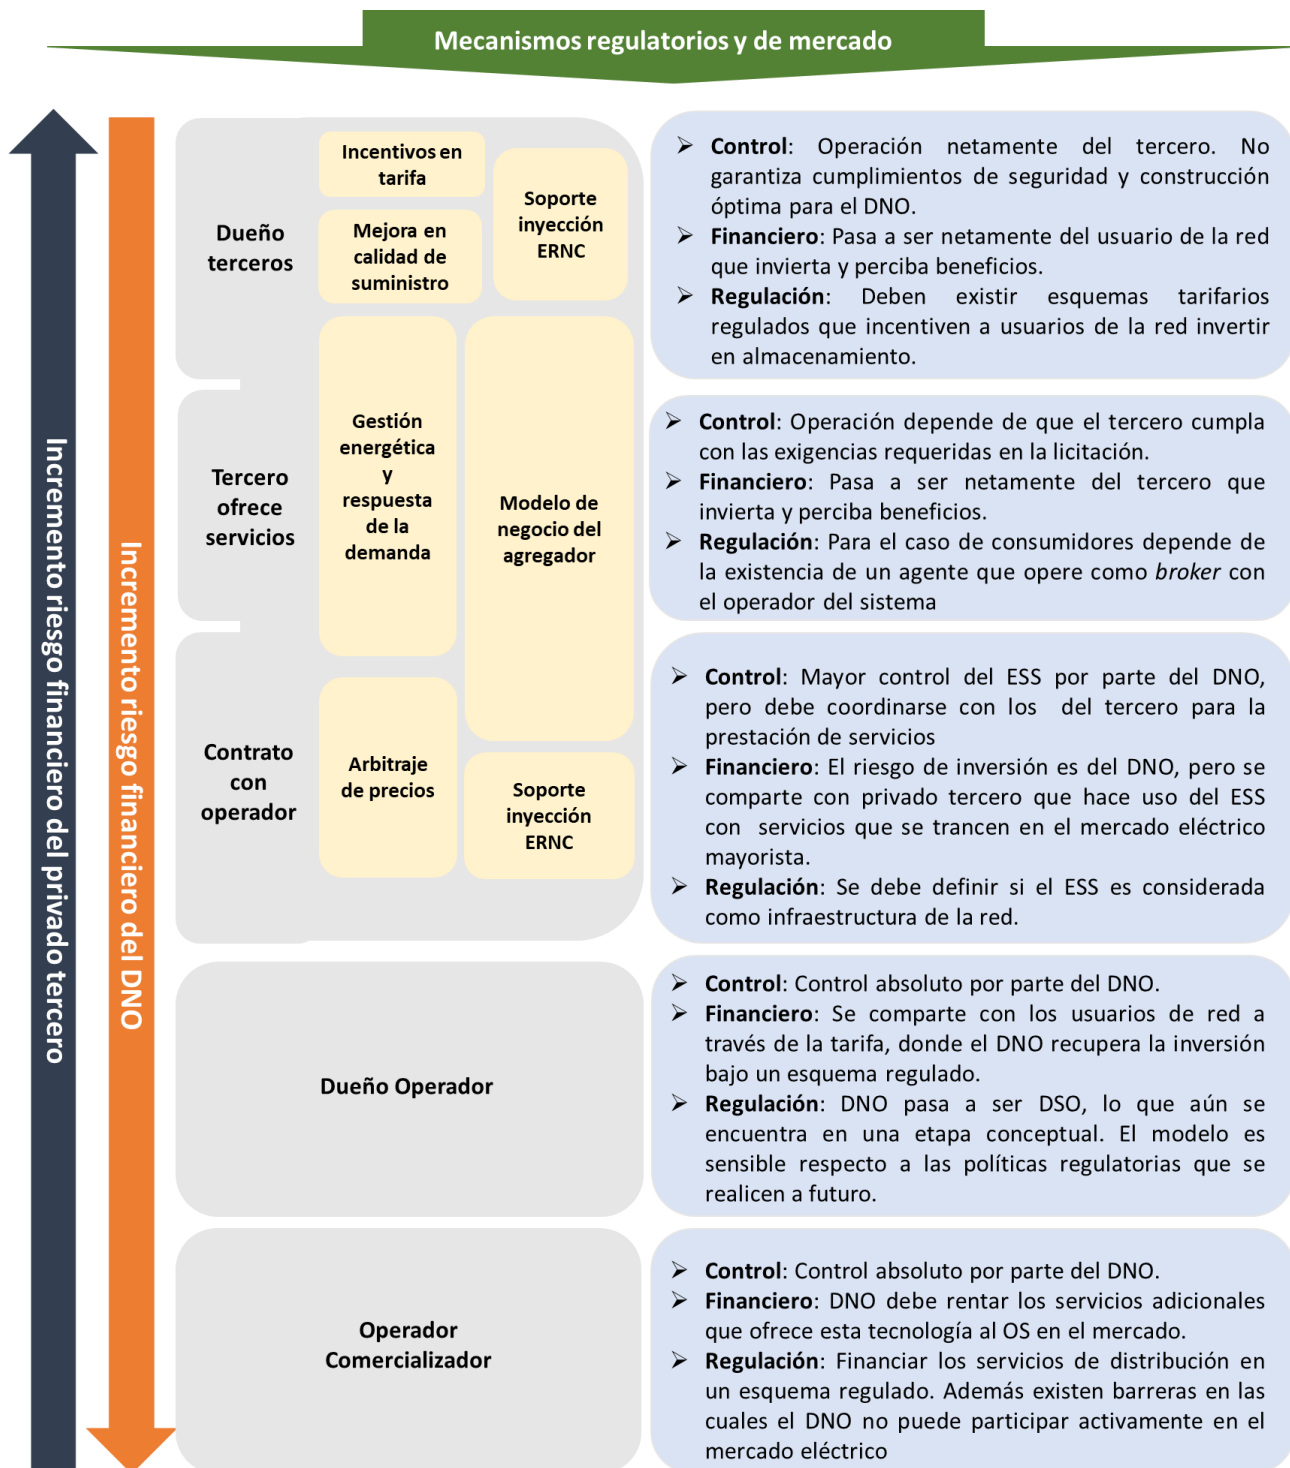 Mecanismos regulatorios y de mercado
Incremento riesgo financiero del privado tercero
Incremento riesgo financiero del DNO
Dueño
terceros
Incentivos en
tarifa
Mejora en
calidad de
suministro
Soporte
inyección
ERNC
➢ Control: Operación netamente del tercero. No
garantiza cumplimientos de seguridad y construcción
óptima para el DNO.
➢ Financiero: Pasa a ser netamente del usuario de la red
que invierta y perciba beneficios.
➢ Regulación: Deben existir esquemas tarifarios
regulados que incentiven a usuarios de la red invertir
en almacenamiento.
Tercero
ofrece
servicios
Gestión
energética
y
respuesta
de la
demanda
Modelo de
negocio del
agregador
➢ Control: Operación depende de que el tercero cumpla
con las exigencias requeridas en la licitación.
➢ Financiero: Pasa a ser netamente del tercero que
invierta y perciba beneficios.
➢ Regulación: Para el caso de consumidores depende de
la existencia de un agente que opere como broker con
el operador del sistema
Contrato
con
operador
Arbitraje
de precios
Soporte
inyección
ERNC
➢ Control: Mayor control del ESS por parte del DNO,
pero debe coordinarse con los del tercero para la
prestación de servicios
➢ Financiero: El riesgo de inversión es del DNO, pero se
comparte con privado tercero que hace uso del ESS
con servicios que se trancen en el mercado eléctrico
mayorista.
➢ Regulación: Se debe definir si el ESS es considerada
como infraestructura de la red.
Dueño Operador
➢ Control: Control absoluto por parte del DNO.
➢ Financiero: Se comparte con los usuarios de red a
través de la tarifa, donde el DNO recupera la inversión
bajo un esquema regulado.
➢ Regulación: DNO pasa a ser DSO, lo que aún se
encuentra en una etapa conceptual. El modelo es
sensible respecto a las políticas regulatorias que se
realicen a futuro.
Operador
Comercializador
➢ Control: Control absoluto por parte del DNO.
➢ Financiero: DNO debe rentar los servicios adicionales
que ofrece esta tecnología al OS en el mercado.
➢ Regulación: Financiar los servicios de distribución en
un esquema regulado. Además existen barreras en las
cuales el DNO no puede participar activamente en el
mercado eléctrico